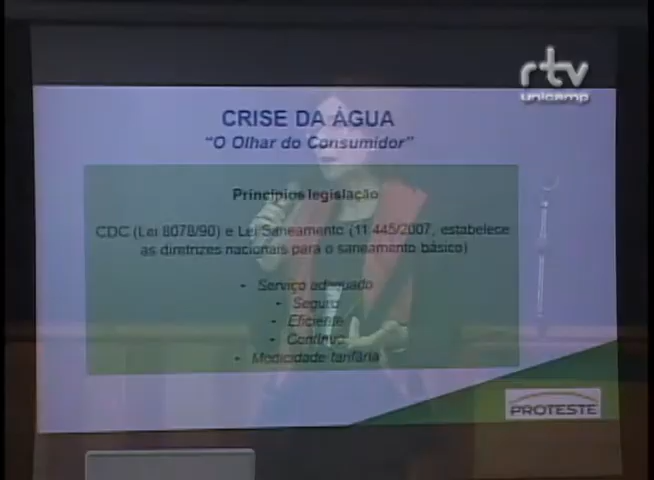 rtv
unicamp
CRISE DA ÁGUA
"O Olhar do Consumidor"
Princípios legislação
CDC (Lei 8078/90) e Lei Saneamento (11.445/2007, estabelece
as diretrizes nacionais para o saneamento básico)
- Serviço adequado
- Seguro
- Eficiente
- Contínuo
- Modicidade tarifária
PROTESTE